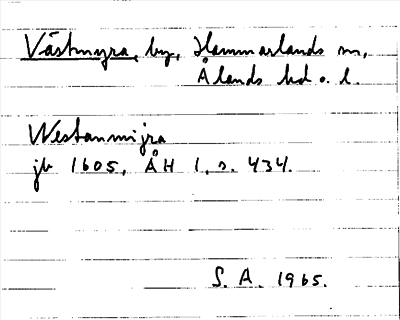 Västmyra, by, Hammarlands sn,
Ålands hd o. l.
Westanmijra
jb 1605, ÅH 1, s. 434.
S. A. 1965.